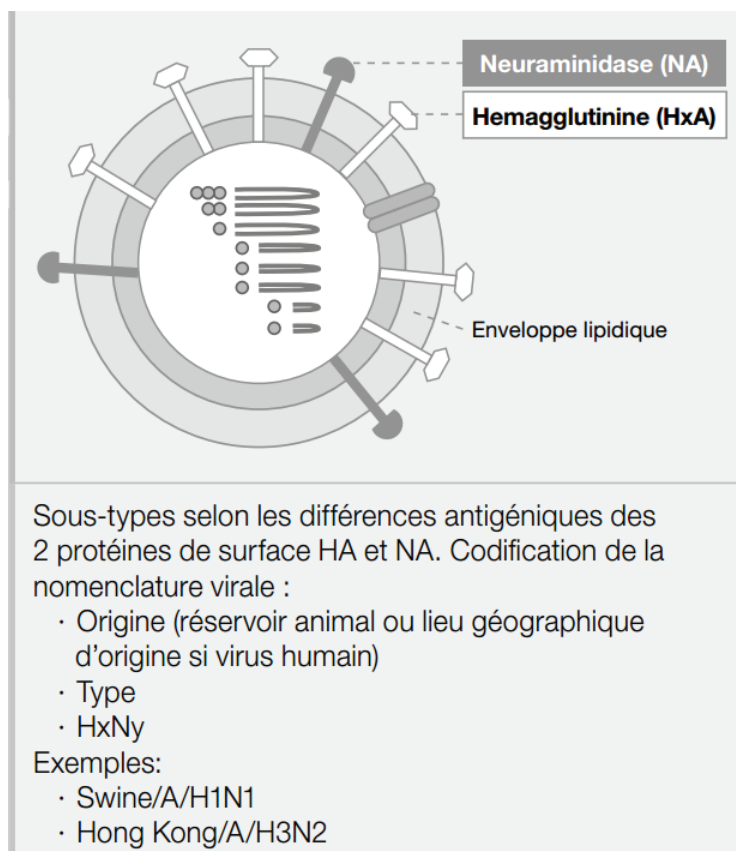 Neuraminidase (NA)
Hemagglutinine (HxA)
Enveloppe lipidique
Sous-types selon les différences antigéniques des
2 protéines de surface HA et NA. Codification de la
nomenclature virale :
· Origine (réservoir animal ou lieu géographique
d'origine si virus humain)
· Type
· HxNy
Exemples:
· Swine/A/H1N1
· Hong Kong/A/H3N2